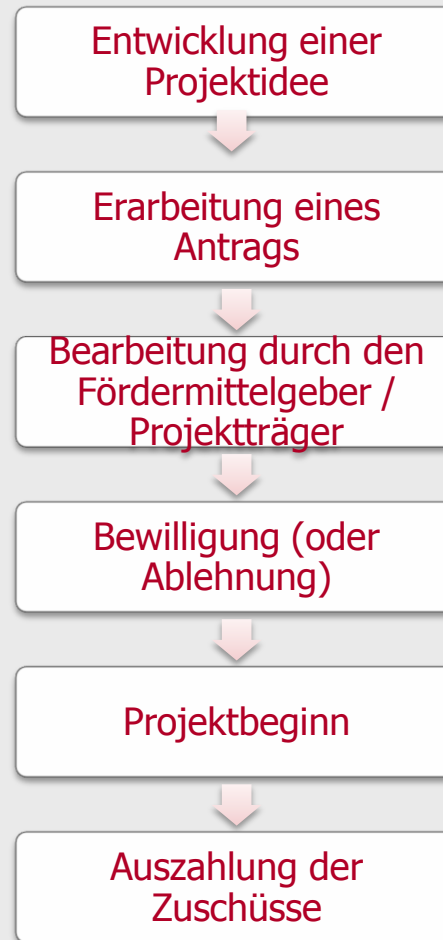 Entwicklung einer
Projektidee
Erarbeitung eines
Antrags
Bearbeitung durch den
Fördermittelgeber /
Projektträger
Bewilligung (oder
Ablehnung)
Projektbeginn
Auszahlung der
Zuschüsse